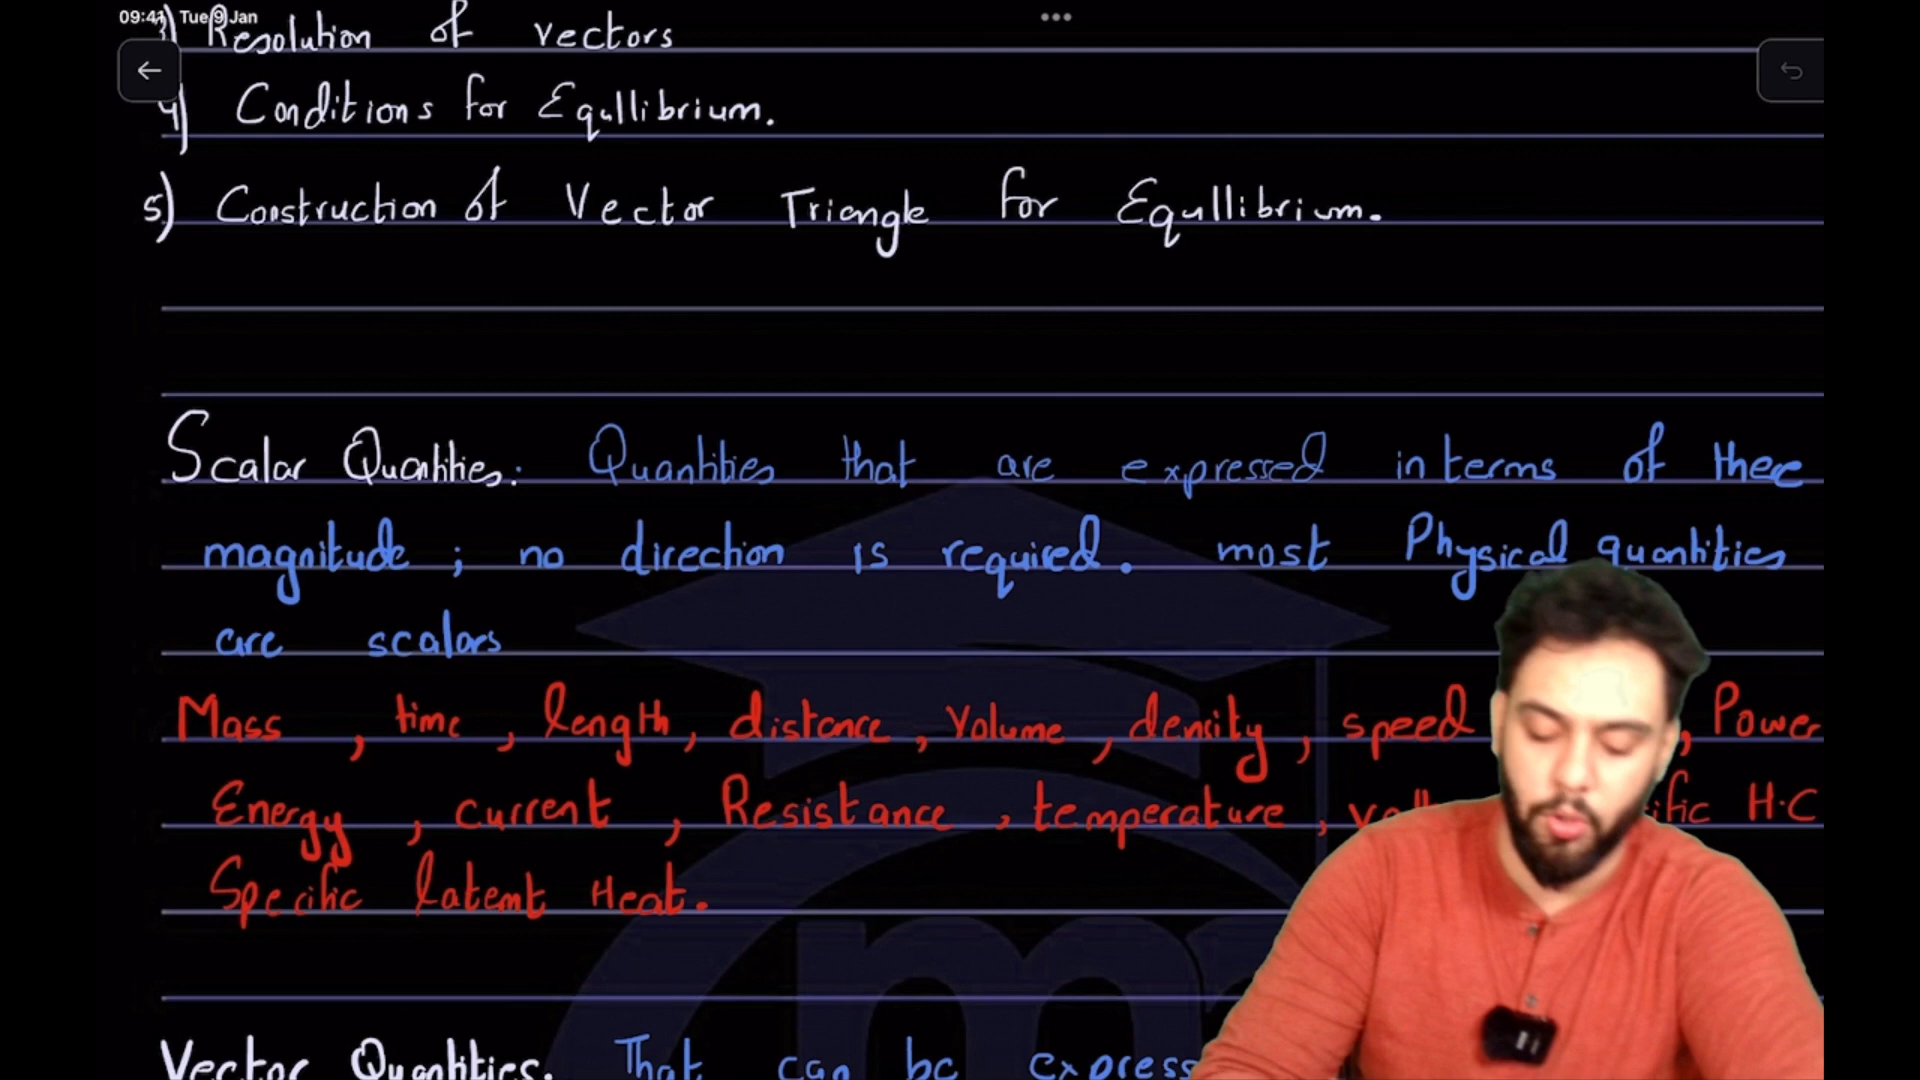 09:41 Tue 9 Jan
3) Resolution of vectors
4) Conditions for Equllibrium.
5) Construction of Vector Triangle for Equllibrium.
Scalar Quantities: Quantities that are expressed in terms of there
magnitude ; no direction is required. most Physical quantities
are scalars
Mass , time , length, distance , Volume , density , speed , Power
Energy , current , Resistance , temperature , H.C
Specific latent Heat.
Vector Quantities. That can be express